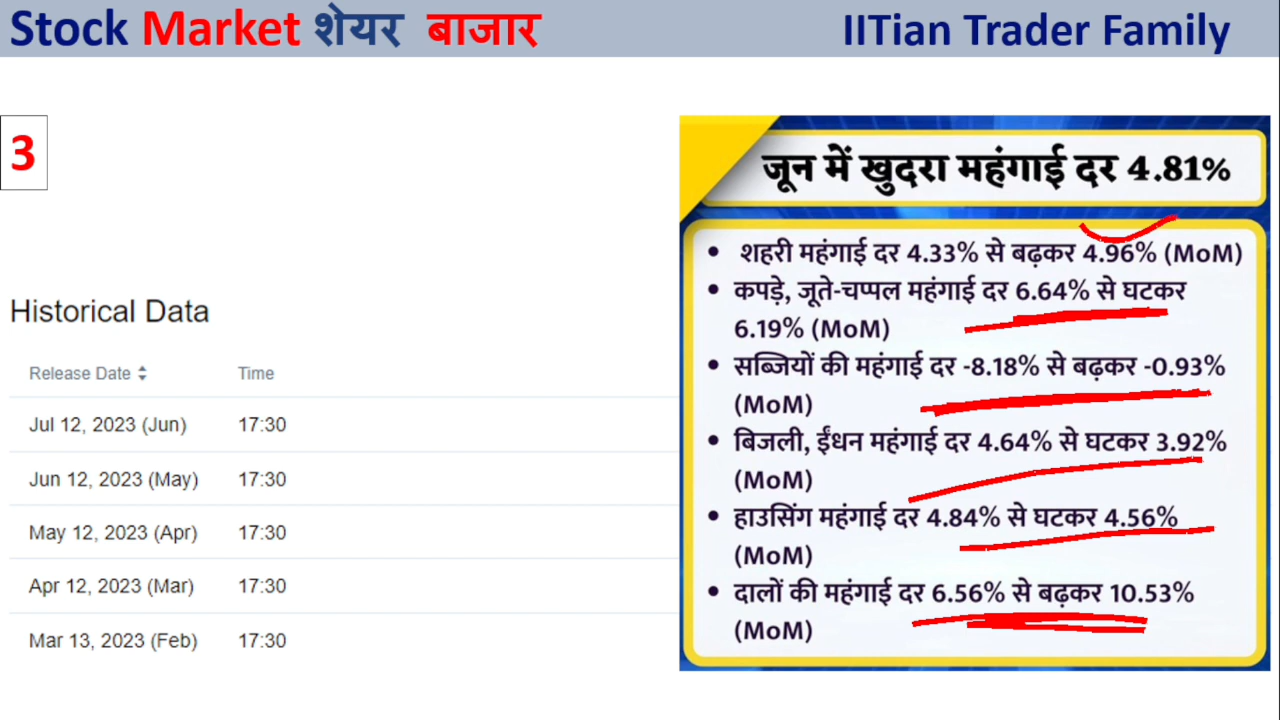 Stock Market शेयर बाजार
IITian Trader Family
3
Historical Data
Release Date Time
Jul 12, 2023 (Jun) 17:30
Jun 12, 2023 (May) 17:30
May 12, 2023 (Apr) 17:30
Apr 12, 2023 (Mar) 17:30
Mar 13, 2023 (Feb) 17:30
जून में खुदरा महंगाई दर 4.81%
• शहरी महंगाई दर 4.33% से बढ़कर 4.96% (MoM)
• कपड़े, जूते-चप्पल महंगाई दर 6.64% से घटकर
6.19% (MoM)
• सब्जियों की महंगाई दर -8.18% से बढ़कर -0.93%
(MoM)
• बिजली, ईंधन महंगाई दर 4.64% से घटकर 3.92%
(MoM)
• हाउसिंग महंगाई दर 4.84% से घटकर 4.56%
(MoM)
• दालों की महंगाई दर 6.56% से बढ़कर 10.53%
(MoM)